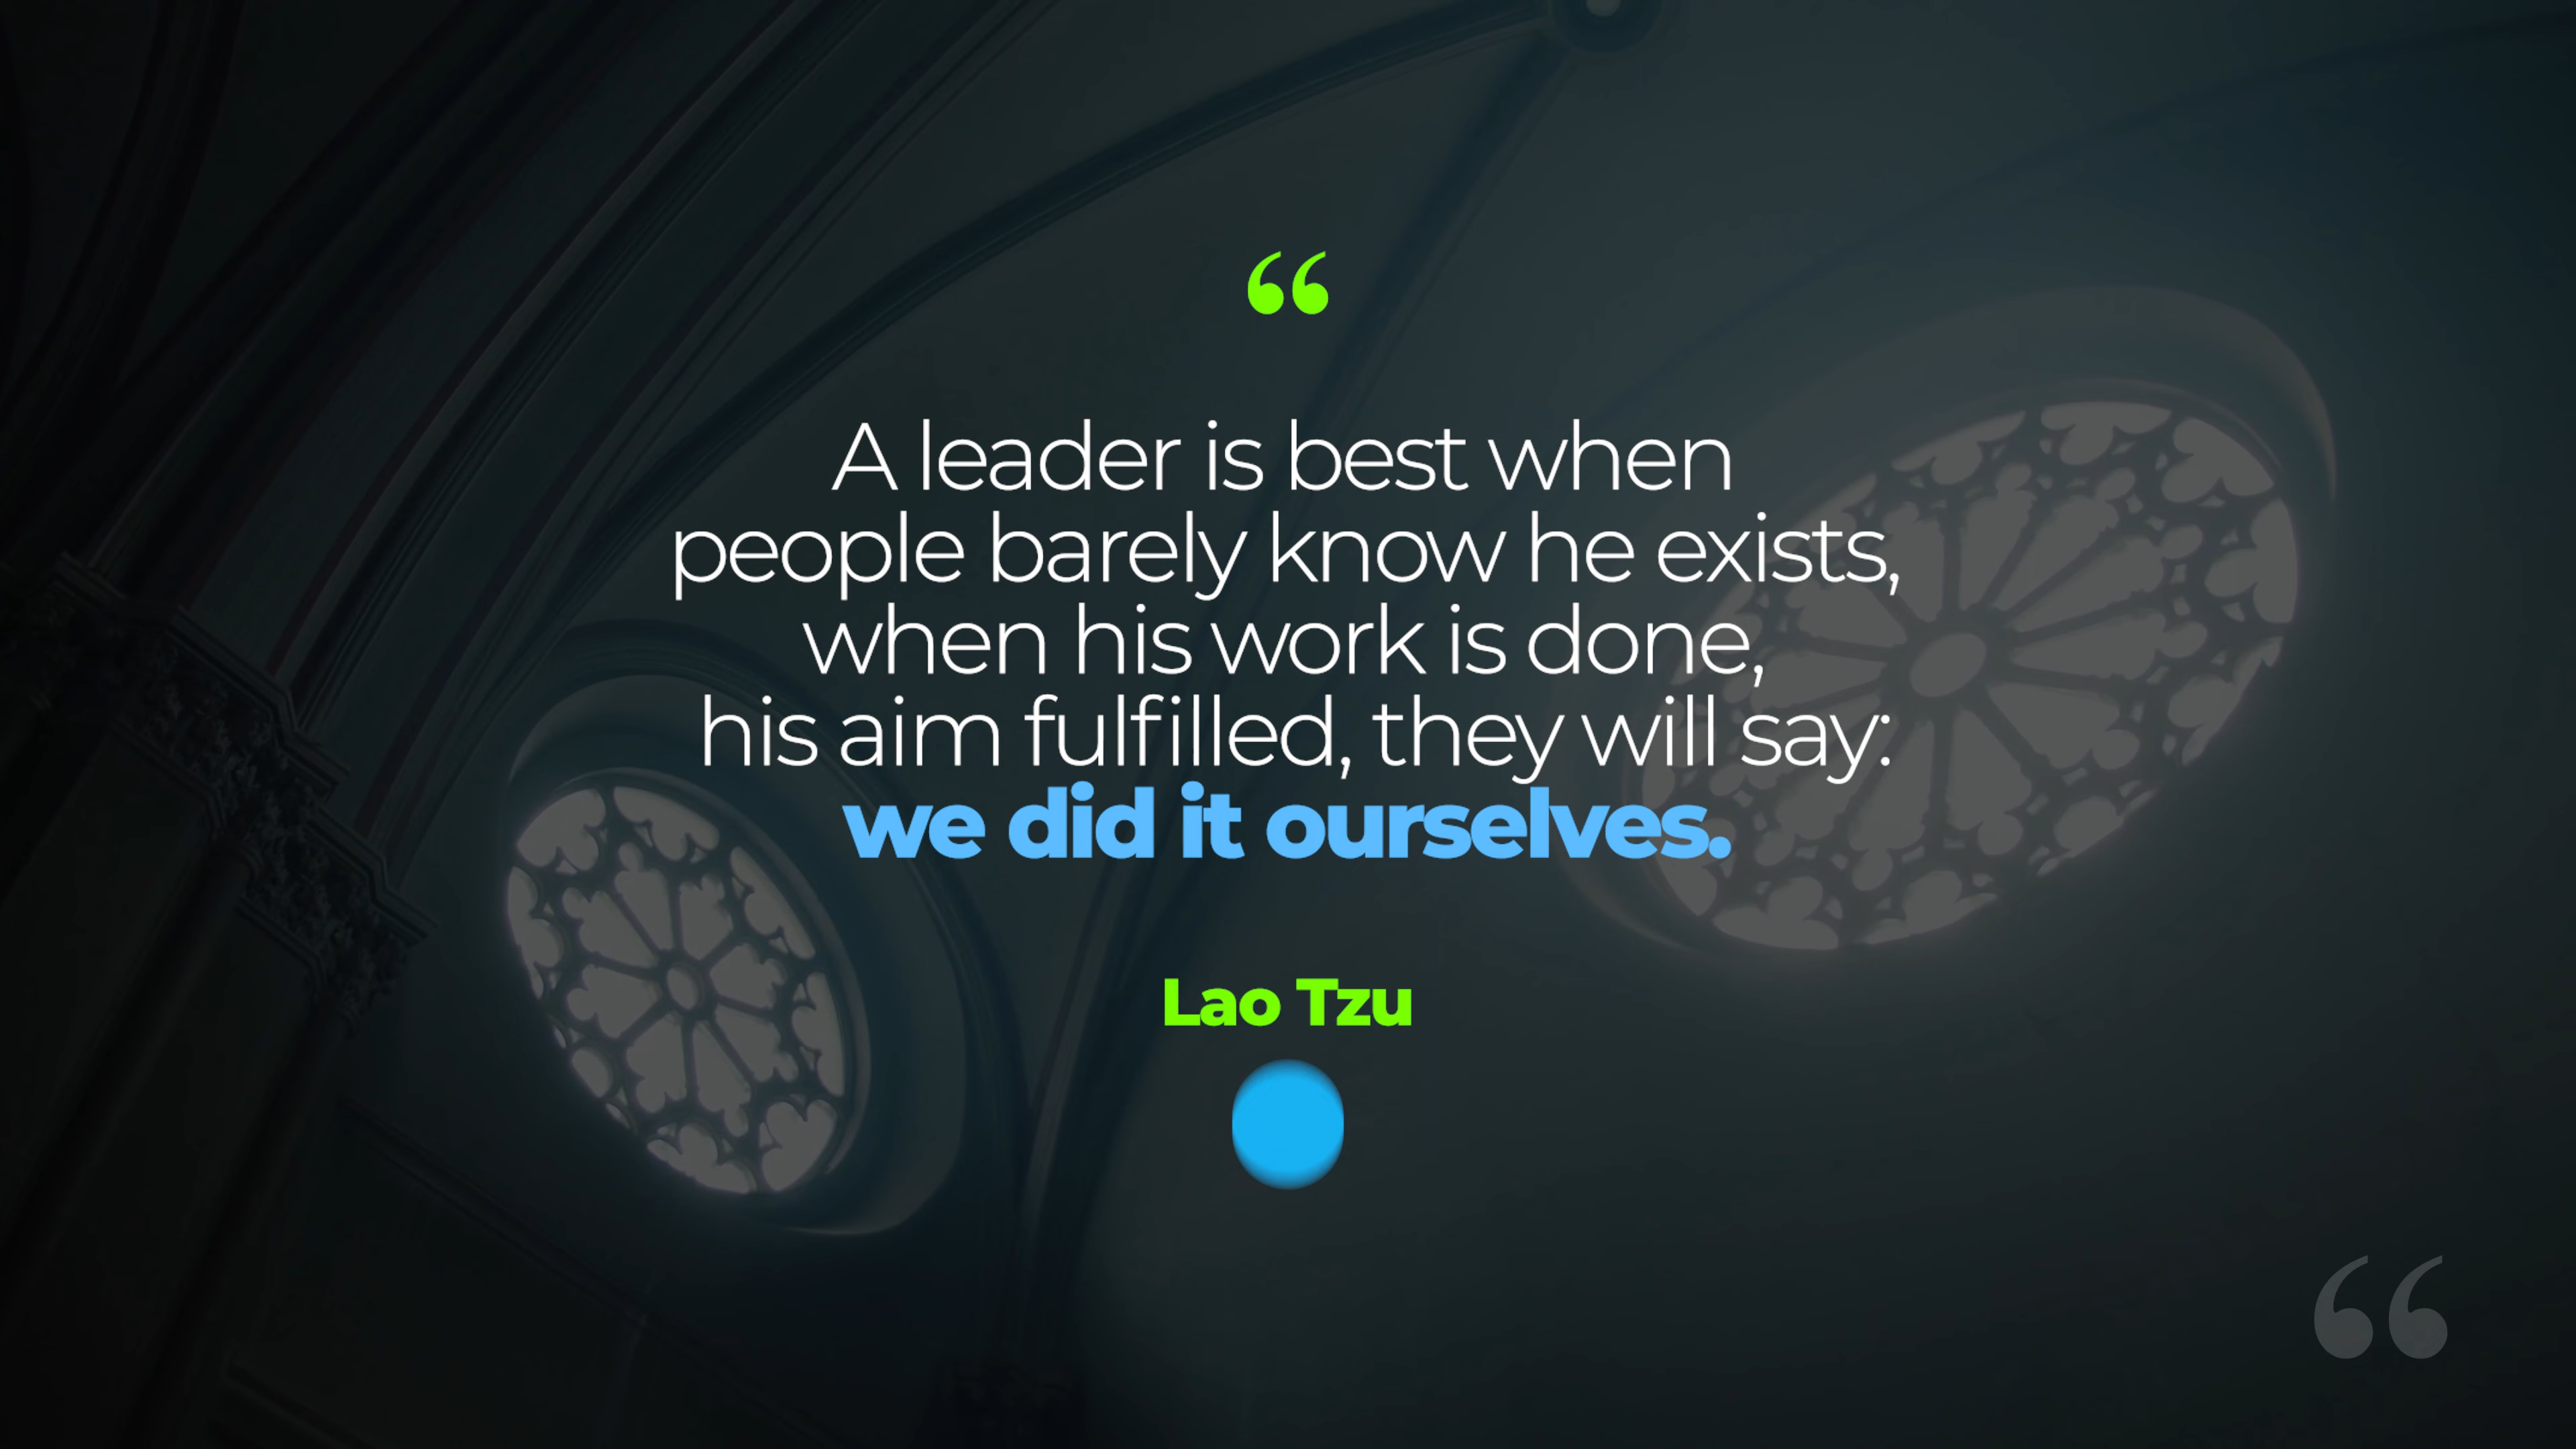 “
A leader is best when
people barely know he exists,
when his work is done,
his aim fulfilled, they will say:
we did it ourselves.
Lao Tzu
“